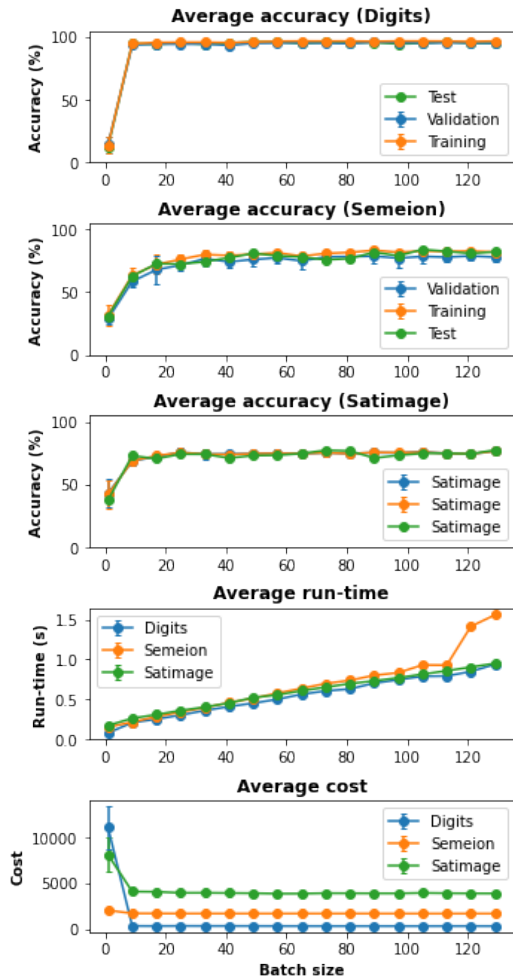 Average accuracy (Digits)
Accuracy (%)
100
50
0
Test
Validation
Training
0 20 40 60 80 100 120
Average accuracy (Semeion)
Accuracy (%)
100
50
0
Validation
Training
Test
0 20 40 60 80 100 120
Average accuracy (Satimage)
Accuracy (%)
100
50
0
Satimage
Satimage
Satimage
0 20 40 60 80 100 120
Average run-time
Run-time (s)
1.5
1.0
0.5
0.0
Digits
Semeion
Satimage
0 20 40 60 80 100 120
Average cost
Cost
10000
5000
0
Digits
Semeion
Satimage
0 20 40 60 80 100 120
Batch size